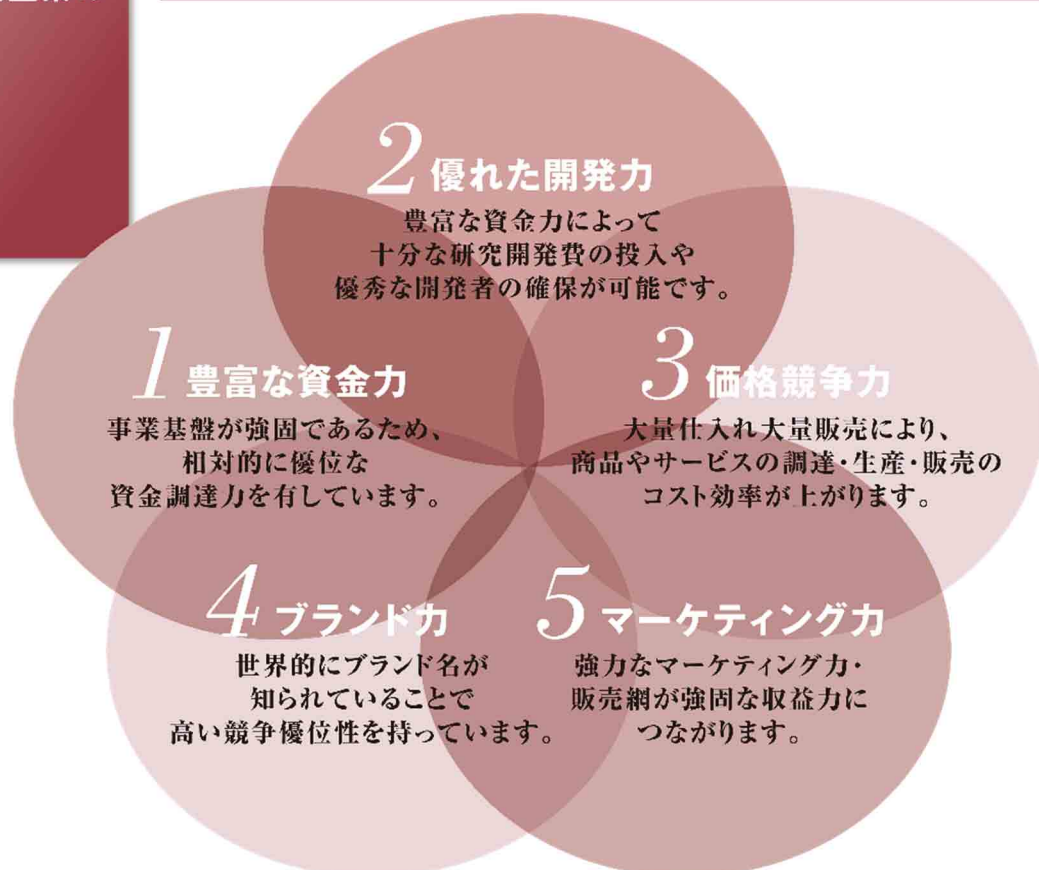 1 豊富な資金力
事業基盤が強固であるため、
相対的に優位な
資金調達力を有しています。
2 優れた開発力
豊富な資金力によって
十分な研究開発費の投入や
優秀な開発者の確保が可能です。
3 価格競争力
大量仕入れ大量販売により、
商品やサービスの調達・生産・販売の
コスト効率が上がります。
4 ブランド力
世界的にブランド名が
知られていることで
高い競争優位性を持っています。
5 マーケティング力
強力なマーケティング力・
販売網が強固な収益力に
つながります。